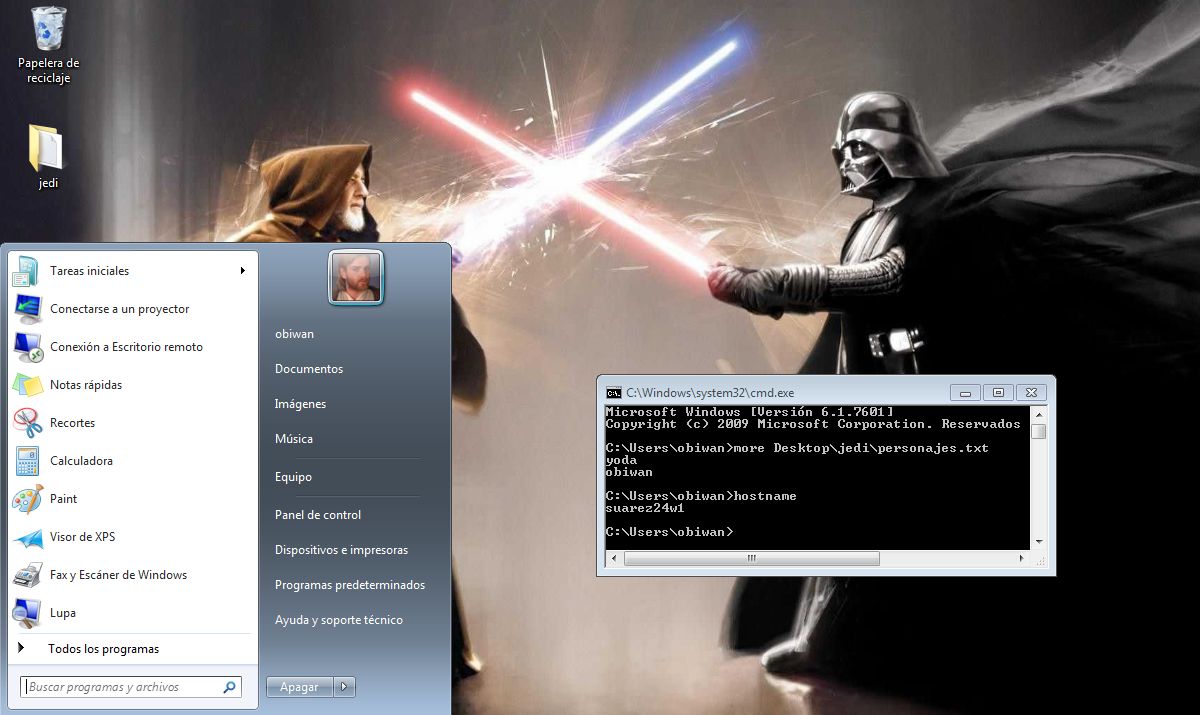 Papelera de
reciclaje
jedi
Tareas iniciales
Conectarse a un proyector
Conexión a Escritorio remoto
Notas rápidas
Recortes
Calculadora
Paint
Visor de XPS
Fax y Escáner de Windows
Lupa
Todos los programas
Buscar programas y archivos
obiwan
Documentos
Imágenes
Música
Equipo
Panel de control
Dispositivos e impresoras
Programas predeterminados
Ayuda y soporte técnico
Apagar
C:\Windows\system32\cmd.exe
Microsoft Windows [Versión 6.1.7601]
Copyright (c) 2009 Microsoft Corporation. Reservados
C:\Users\obiwan>more Desktop\jedi\personajes.txt
yoda
obiwan
C:\Users\obiwan>hostname
suarez24w1
C:\Users\obiwan>